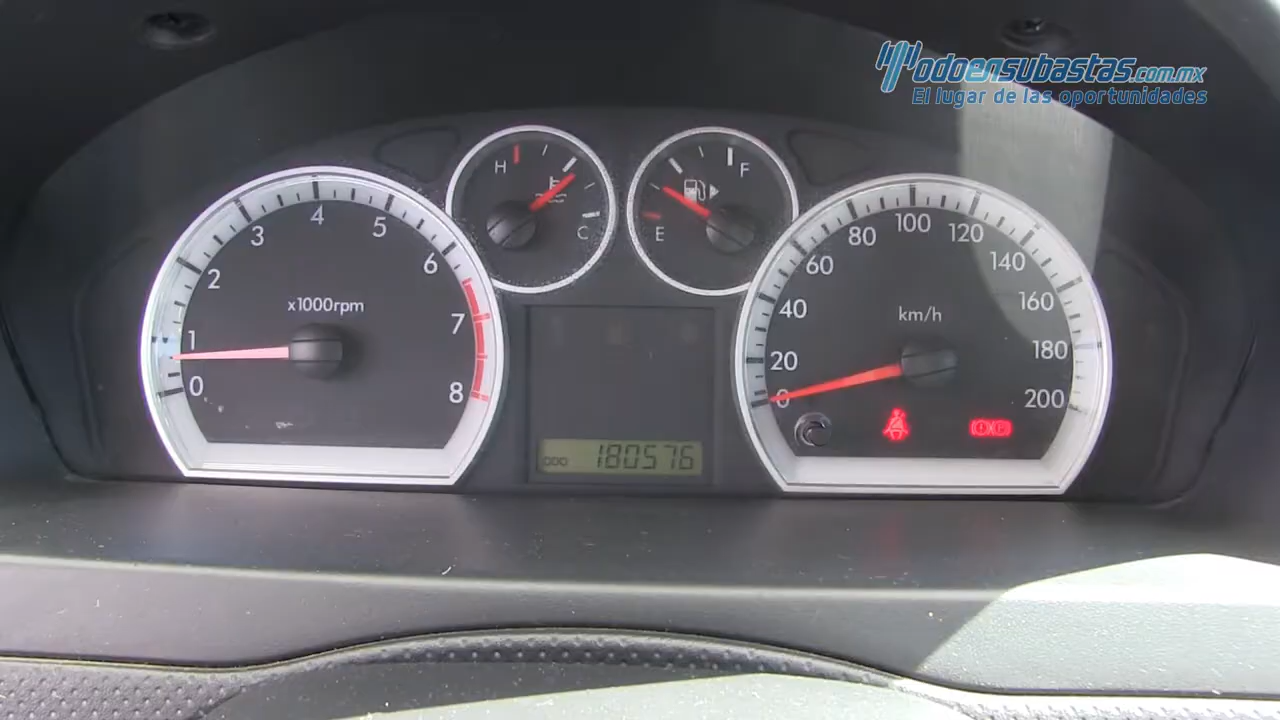 Todoensubastas.com.mx
El lugar de las oportunidades
H
C
F
E
0
1
2
3
4
5
6
7
8
x1000rpm
0
20
40
60
80
100
120
140
160
180
200
km/h
ODO 180576